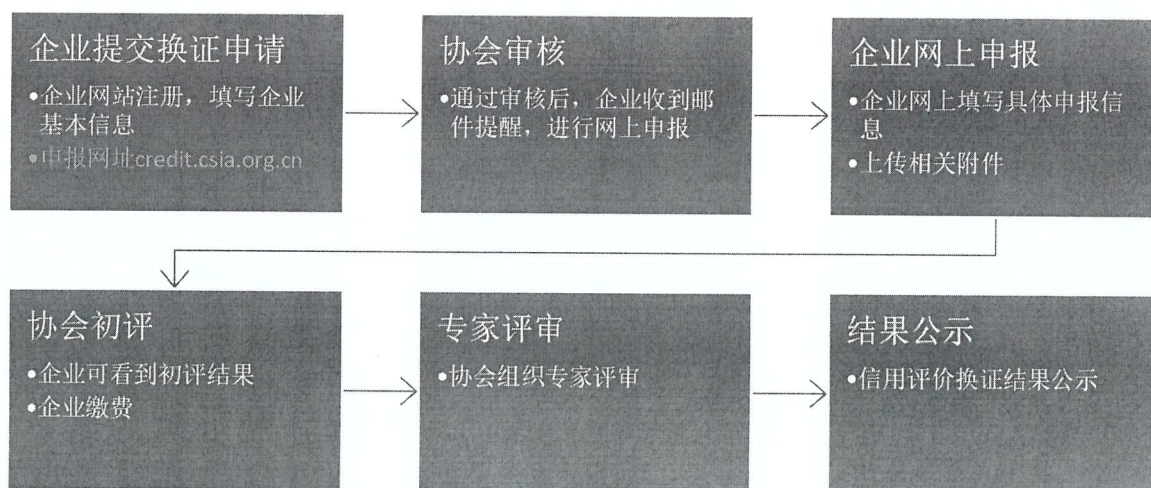 企业提交换证申请
•企业网站注册，填写企业
基本信息
•申报网址credit.csia.org.cn
协会审核
•通过审核后，企业收到邮
件提醒，进行网上申报
企业网上申报
•企业网上填写具体申报信
息
•上传相关附件
协会初评
•企业可看到初评结果
•企业缴费
专家评审
•协会组织专家评审
结果公示
•信用评价换证结果公示